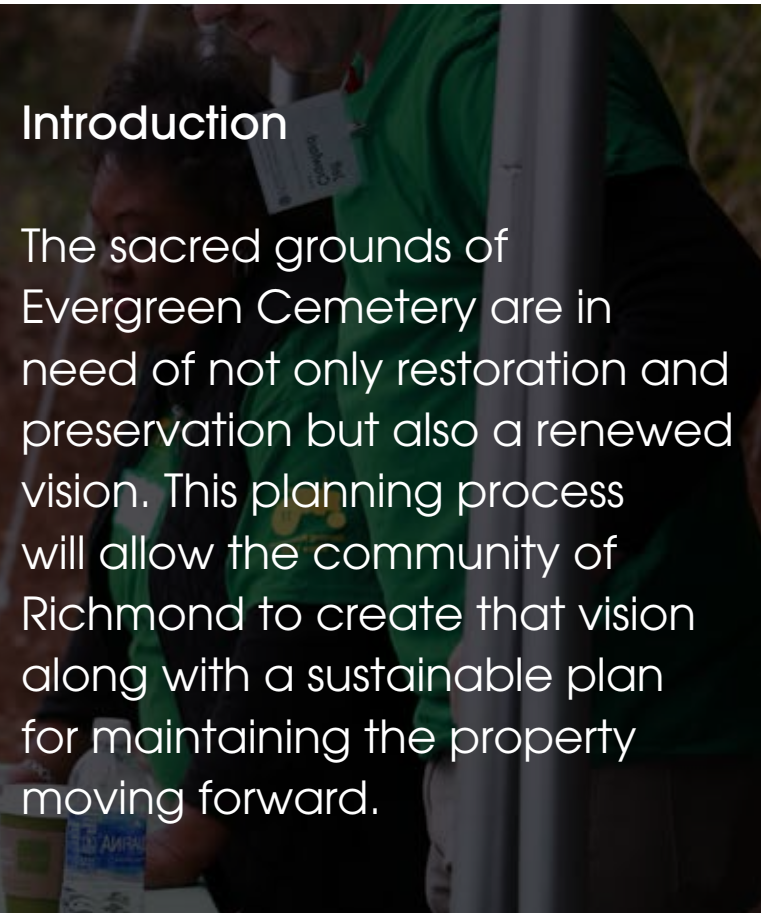 Introduction
The sacred grounds of
Evergreen Cemetery are in
need of not only restoration and
preservation but also a renewed
vision. This planning process
will allow the community of
Richmond to create that vision
along with a sustainable plan
for maintaining the property
moving forward.